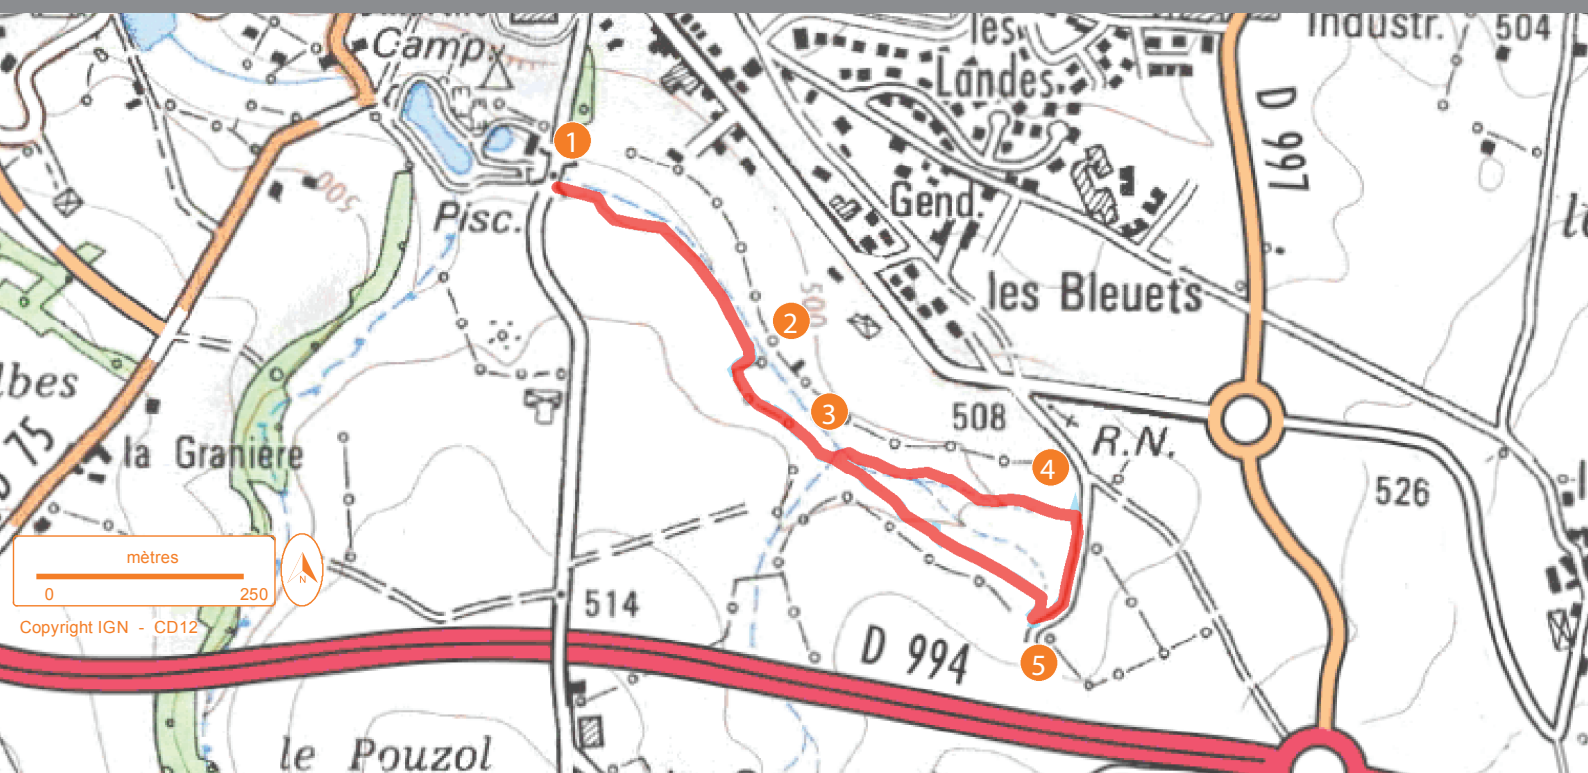 Camp
les
Industr.
504
Landes
D 997
1
500
Pisc.
Gend.
les Bleuets
500
2
lbes
3
508
R.N.
4
D 75
la Granière
526
mètres
N
0
250
514
Copyright IGN - CD12
D 994
5
le Pouzol